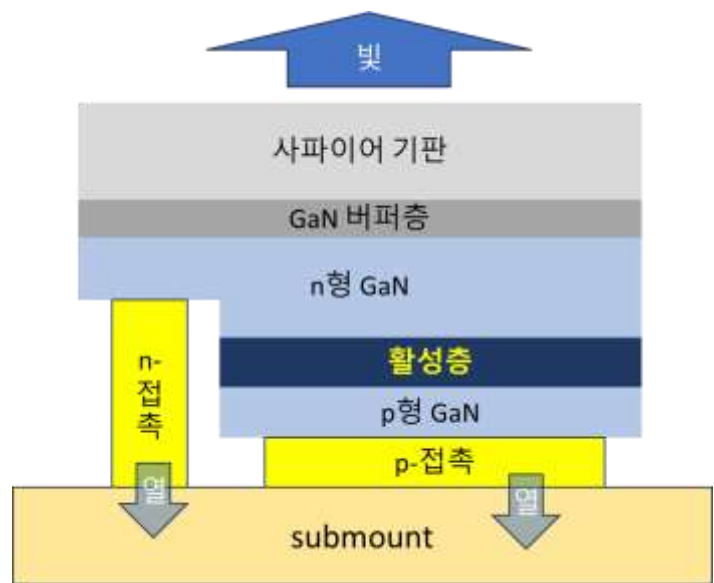 빛
사파이어 기판
GaN 버퍼층
n형 GaN
활성층
n-
접
촉
p형 GaN
p-접촉
열
열
submount